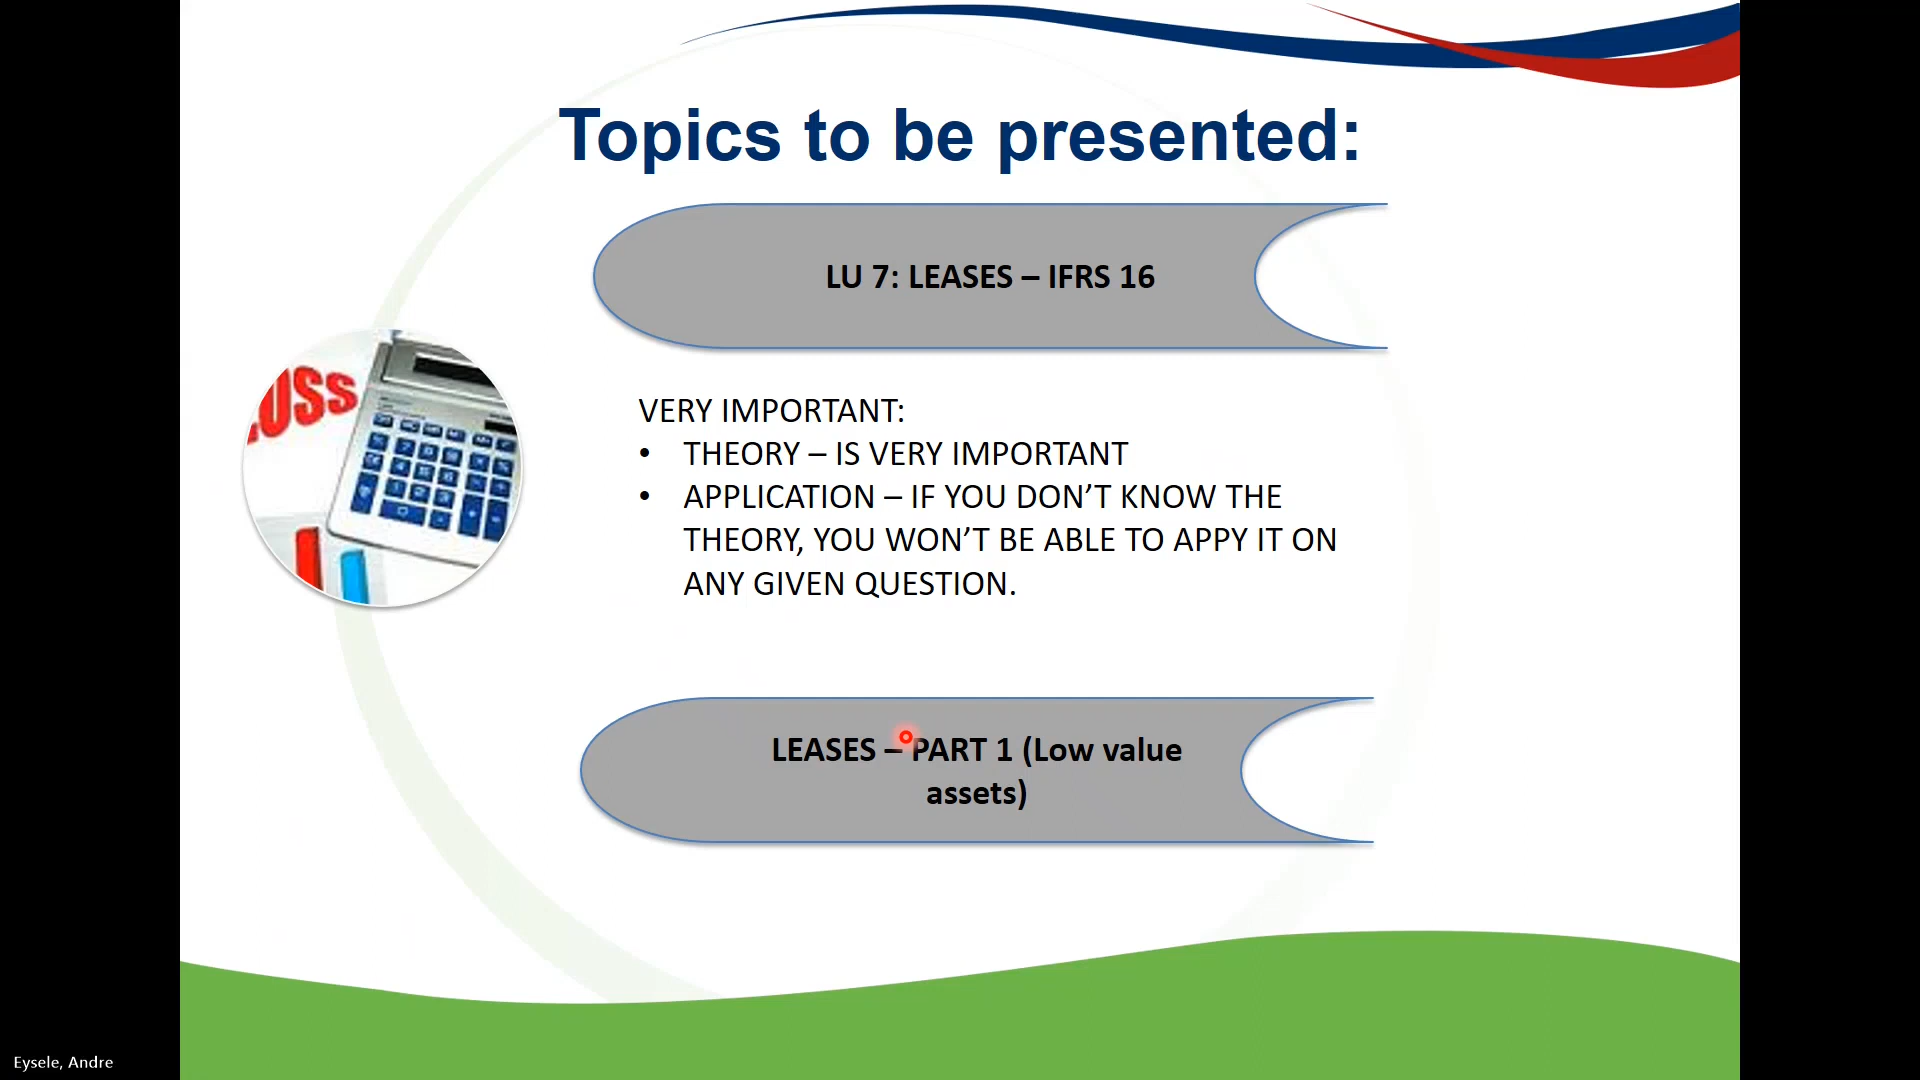 Topics to be presented:
LU 7: LEASES – IFRS 16
LOSS
VERY IMPORTANT:
• THEORY – IS VERY IMPORTANT
• APPLICATION – IF YOU DON’T KNOW THE
THEORY, YOU WON’T BE ABLE TO APPY IT ON
ANY GIVEN QUESTION.
LEASES – PART 1 (Low value
assets)
Eysele, Andre